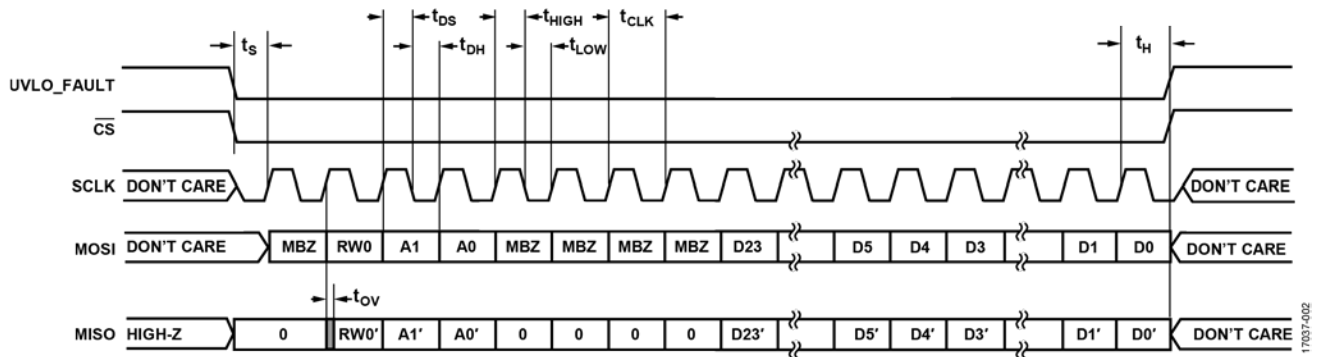 tDS tHIGH tCLK
tS tDH tLOW tH
UVLO_FAULT
CS
SCLK DON'T CARE DON'T CARE
MOSI DON'T CARE MBZ RW0 A1 A0 MBZ MBZ MBZ MBZ D23 D5 D4 D3 D1 D0 DON'T CARE
tOV
MISO HIGH-Z 0 RW0′ A1′ A0′ 0 0 0 0 D23′ D5′ D4′ D3′ D1′ D0′ DON'T CARE
17037-002